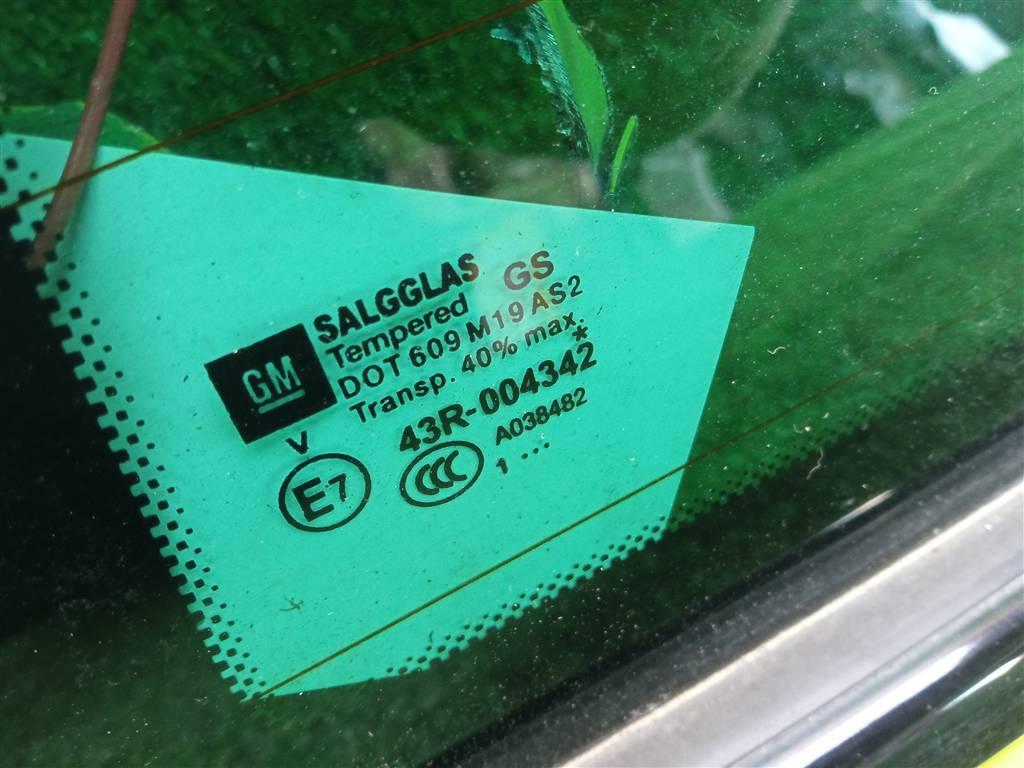 GM
SALGGLAS GS
Tempered
DOT 609 M19 AS2
Transp. 40% max.
V
43R-004342*
E7
CCC
A038482
1 ...